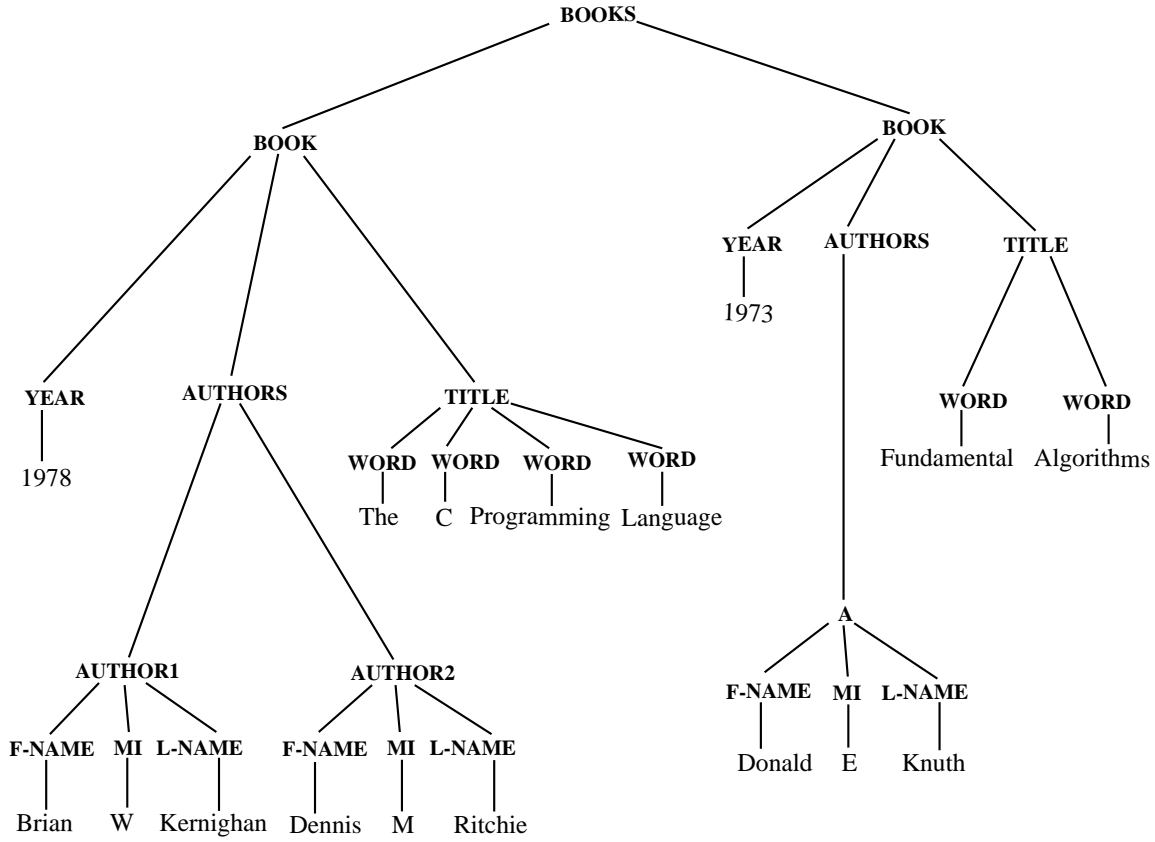 BOOKS
BOOK
BOOK
YEAR AUTHORS TITLE
1973
YEAR AUTHORS TITLE
WORD WORD
1978
WORD WORD WORD WORD
Fundamental Algorithms
The C Programming Language
A
AUTHOR1 AUTHOR2
F-NAME MI L-NAME
F-NAME MI L-NAME F-NAME MI L-NAME
Donald E Knuth
Brian W Kernighan Dennis M Ritchie